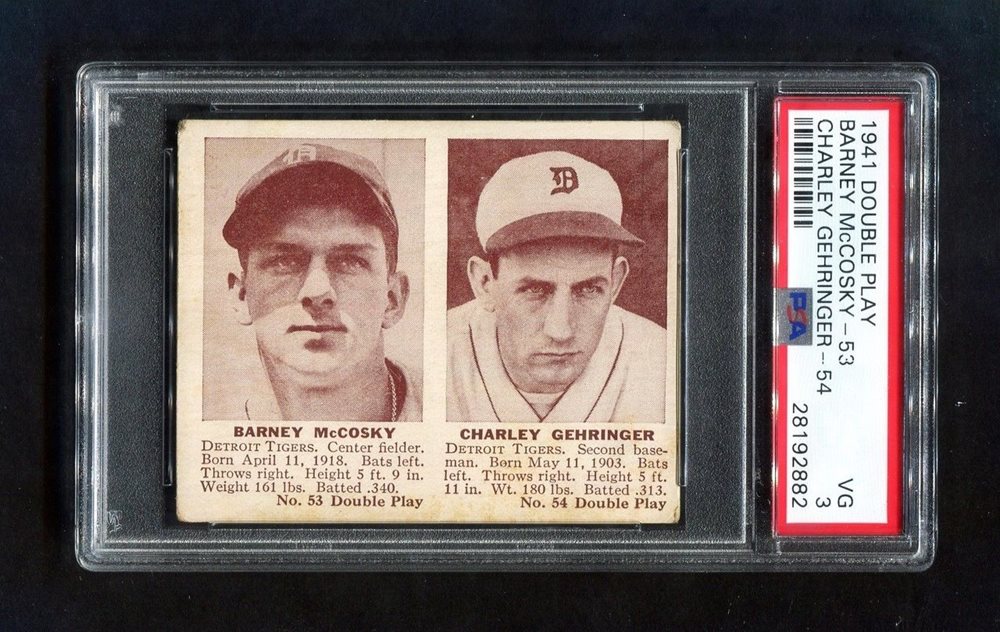 BARNEY McCOSKY
DETROIT TIGERS. Center fielder.
Born April 11, 1918. Bats left.
Throws right. Height 5 ft. 9 in.
Weight 161 lbs. Batted .340.
No. 53 Double Play
D
CHARLEY GEHRINGER
DETROIT TIGERS. Second base-
man. Born May 11, 1903. Bats
left. Throws right. Height 5 ft.
11 in. Wt. 180 lbs. Batted .313.
No. 54 Double Play
1941 DOUBLE PLAY
BARNEY McCOSKY-53
CHARLEY GEHRINGER-54
PSA
VG
3
28192882